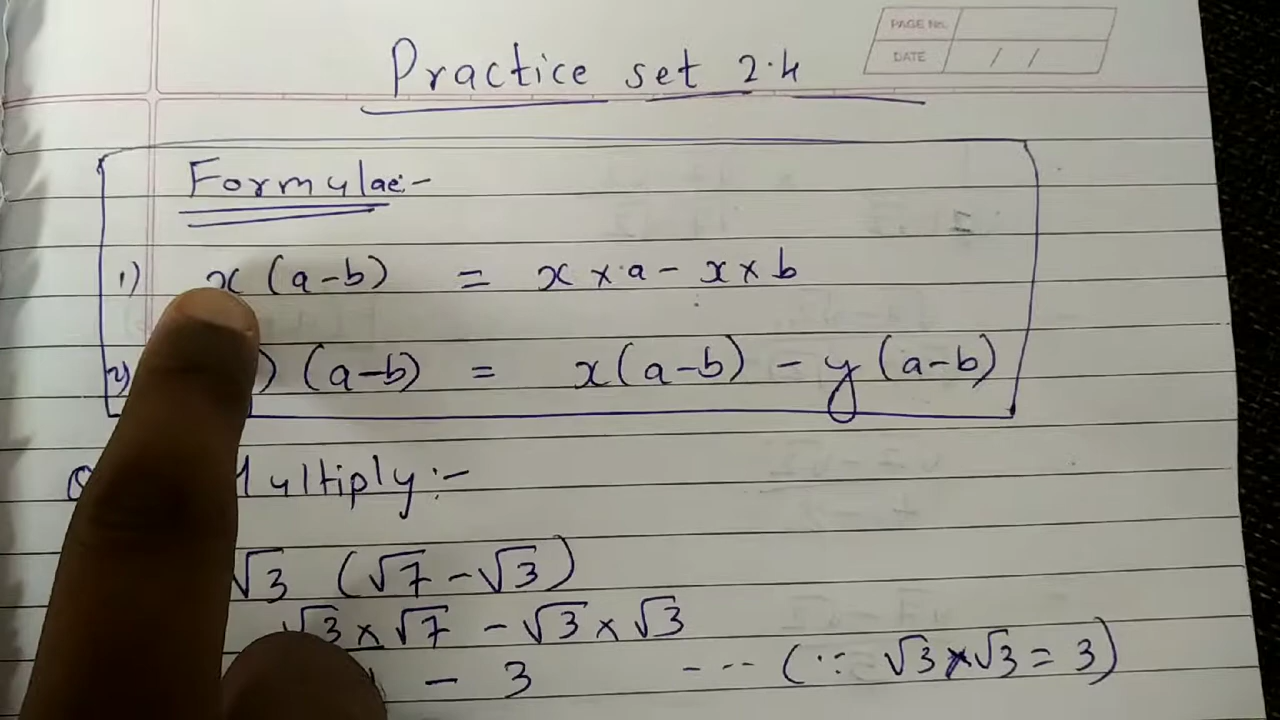 PAGE No.
DATE / /
Practice set 2.4
Formulae:-
1) x (a-b) = x × a - x × b
2) ) (a-b) = x(a-b) - y(a-b)
Multiply:-
√3 (√7 - √3)
√3 × √7 - √3 × √3
- 3 --- (∵ √3 × √3 = 3)